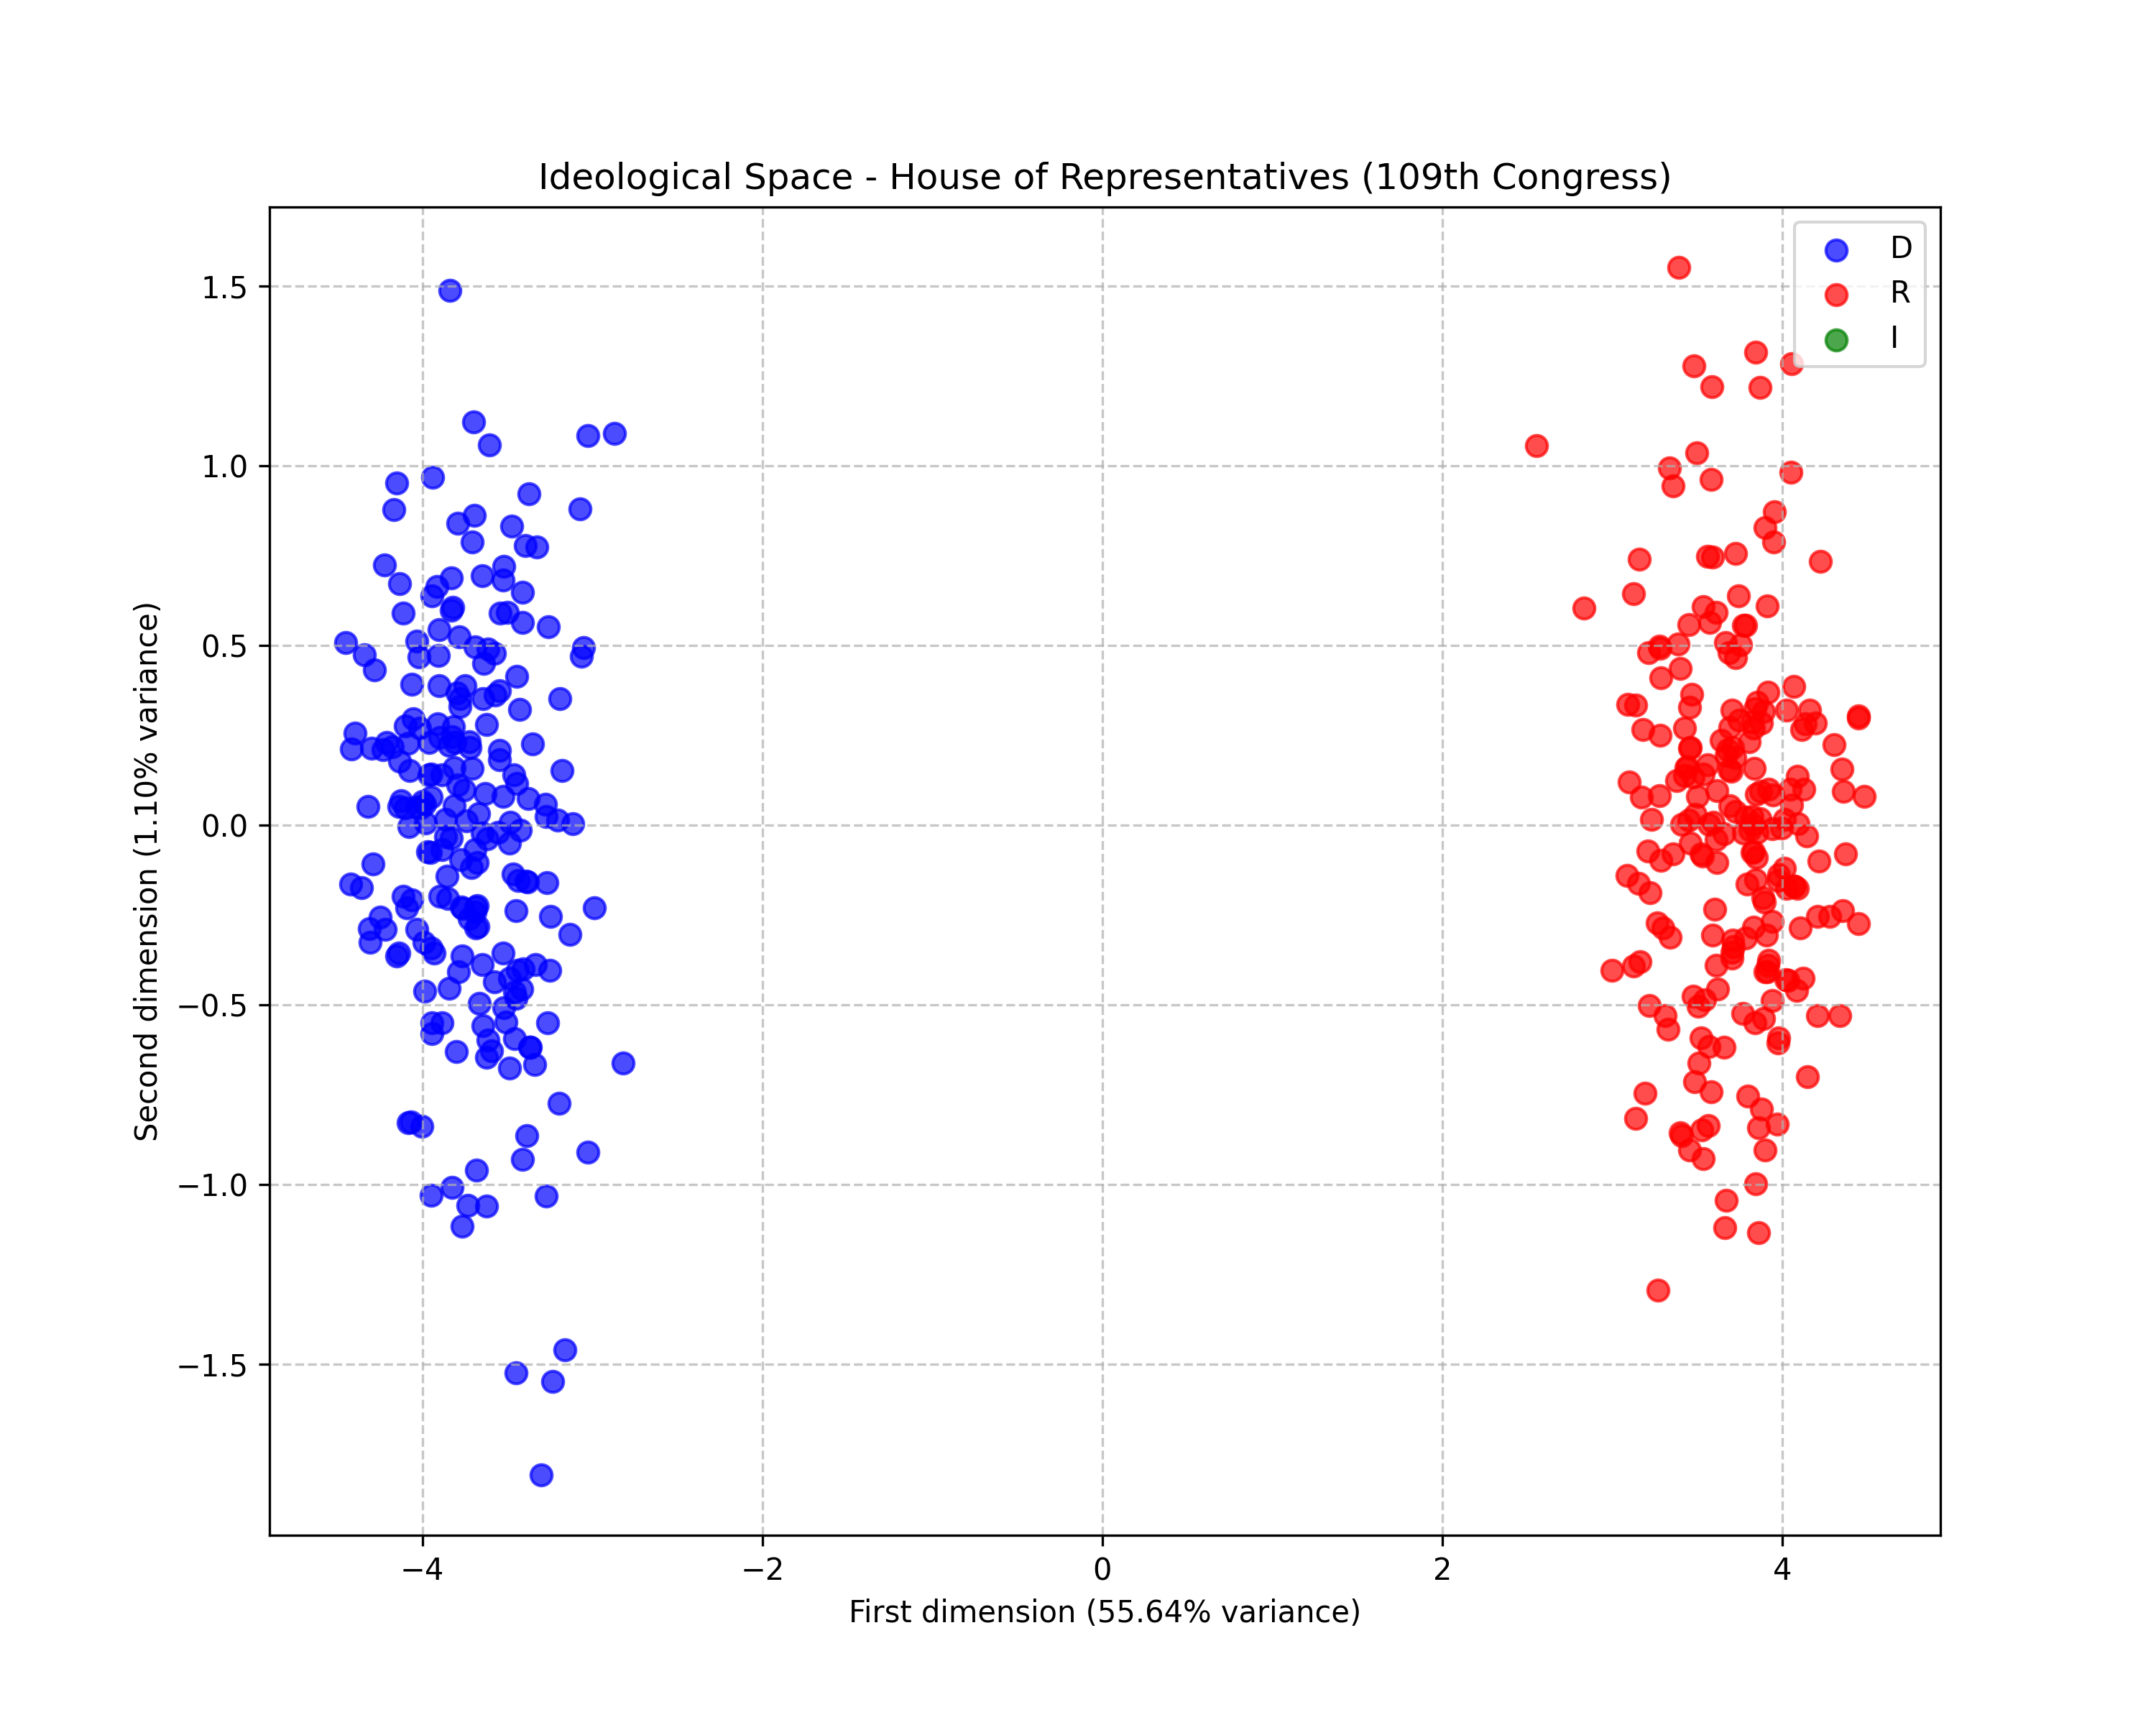 Ideological Space - House of Representatives (109th Congress)
D
R
I
1.5
1.0
0.5
0.0
−0.5
−1.0
−1.5
Second dimension (1.10% variance)
−4
−2
0
2
4
First dimension (55.64% variance)